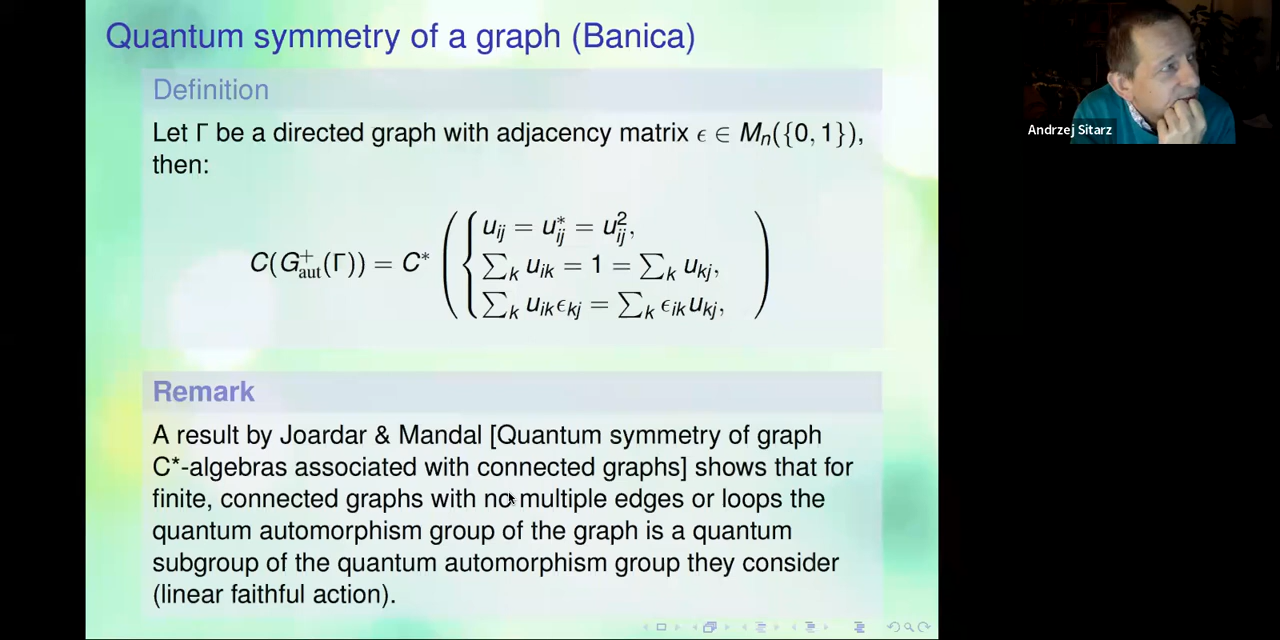 Quantum symmetry of a graph (Banica)
Definition
Let Γ be a directed graph with adjacency matrix ϵ ∈ Mₙ({0, 1}),
then:
C(G⁺ₐᵤₜ(Γ)) = C* ( { uᵢⱼ = u*ᵢⱼ = u²ᵢⱼ,
∑ₖ uᵢₖ = 1 = ∑ₖ uₖⱼ,
∑ₖ uᵢₖϵₖⱼ = ∑ₖ ϵᵢₖuₖⱼ, )
Remark
A result by Joardar & Mandal [Quantum symmetry of graph
C*-algebras associated with connected graphs] shows that for
finite, connected graphs with no multiple edges or loops the
quantum automorphism group of the graph is a quantum
subgroup of the quantum automorphism group they consider
(linear faithful action).
Andrzej Sitarz